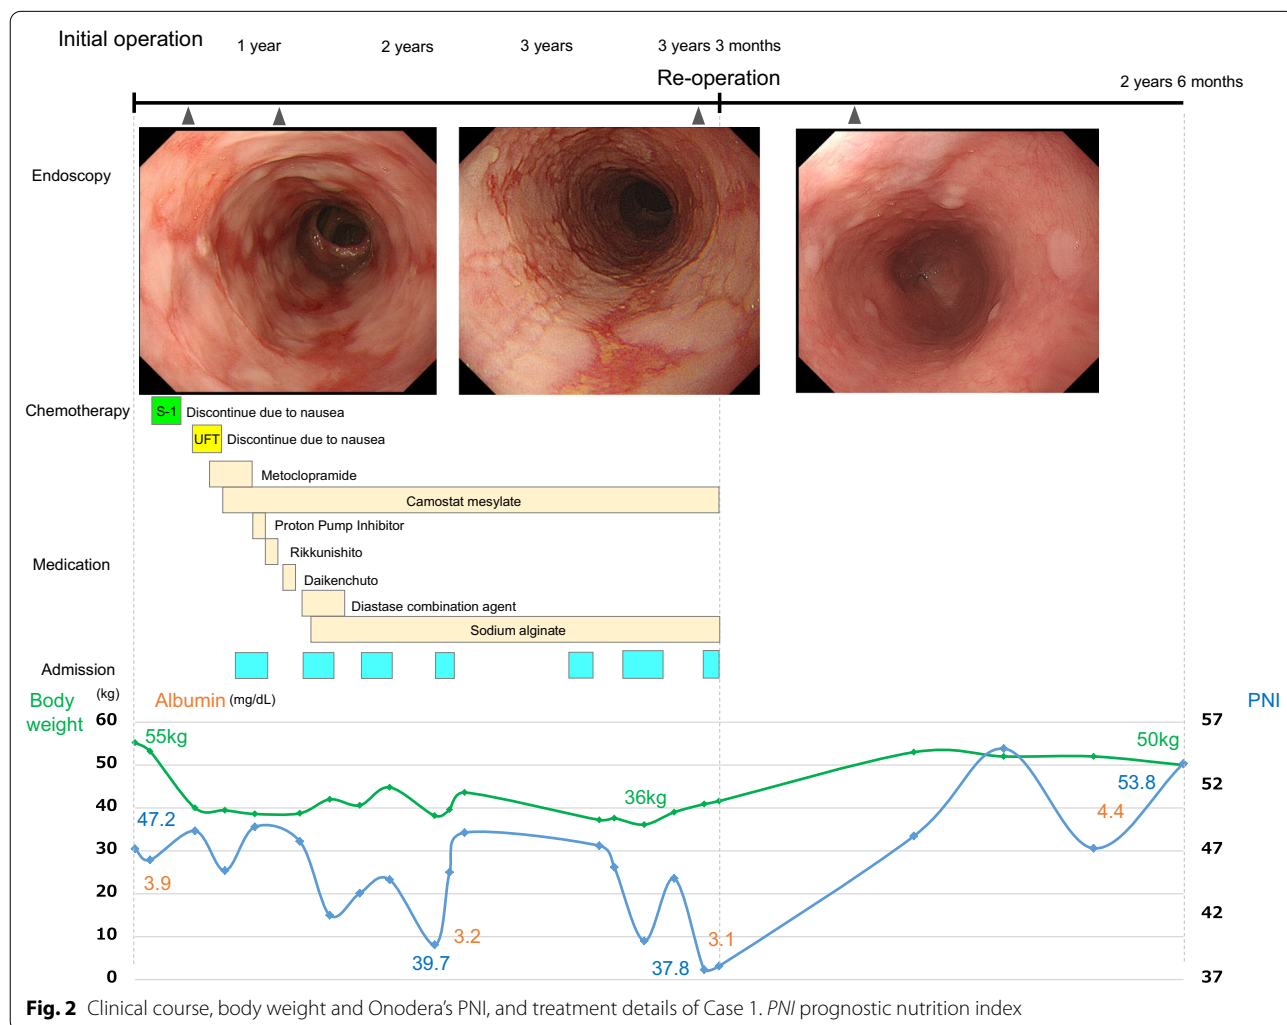 Initial operation
1 year
2 years
3 years
3 years 3 months
Re-operation
2 years 6 months
Endoscopy
Chemotherapy
S-1
Discontinue due to nausea
UFT
Discontinue due to nausea
Metoclopramide
Camostat mesylate
Proton Pump Inhibitor
Rikkunishito
Medication
Daikenchuto
Diastase combination agent
Sodium alginate
Admission
Body
weight
(kg)
Albumin (mg/dL)
PNI
60
57
55kg
50kg
50
52
53.8
36kg
40
47.2
4.4
30
47
3.9
20
42
3.2
10
39.7
3.1
37.8
0
37
Fig. 2 Clinical course, body weight and Onodera's PNI, and treatment details of Case 1. PNI prognostic nutrition index